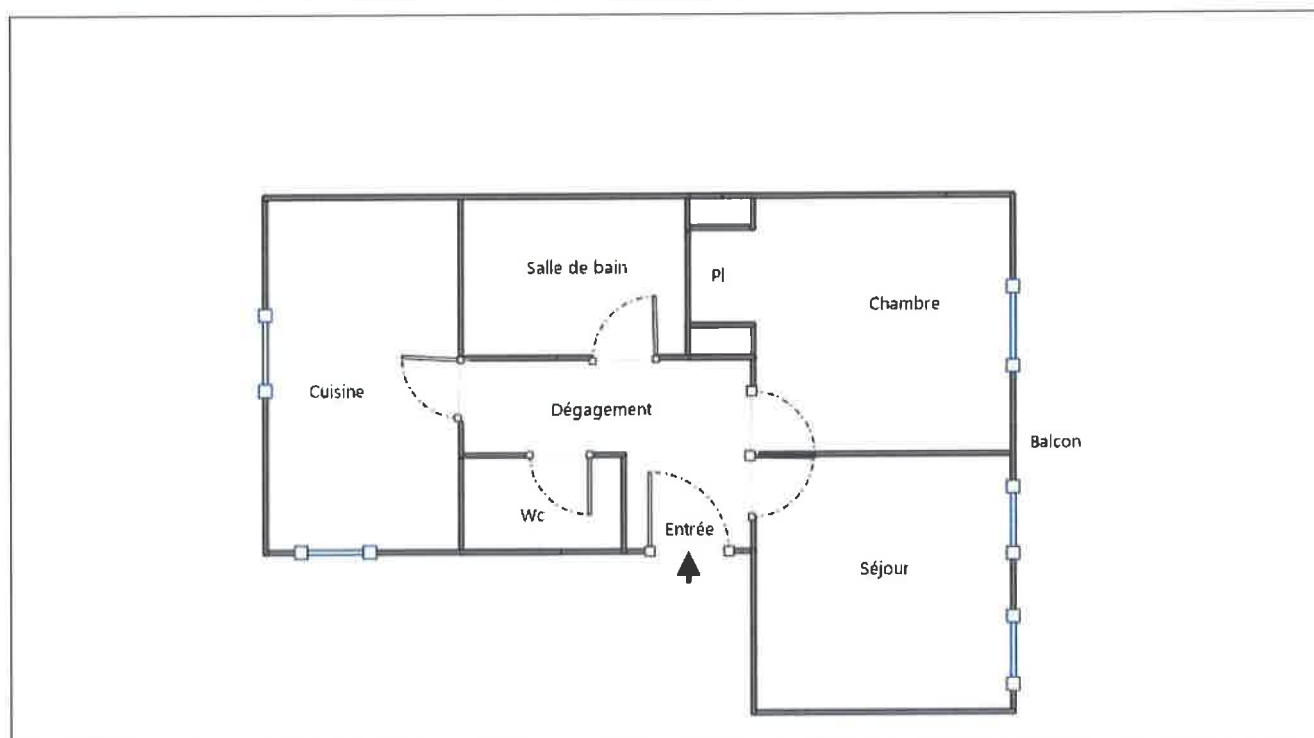 Salle de bain
Pl
Chambre
Cuisine
Dégagement
Balcon
Wc
Entrée
Séjour